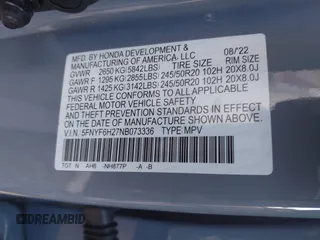 MFD. BY HONDA DEVELOPMENT & 08/22
MANUFACTURING OF AMERICA, LLC
TIRE SIZE RIM SIZE
GVWR 2650 KG(5842LBS)
GAWR F 1295 KG(2855LBS) 245/50R20 102H 20X8.0J
GAWR R 1425 KG(3142LBS) 245/50R20 102H 20X8.0J
THIS VEHICLE CONFORMS TO ALL APPLICABLE
FEDERAL MOTOR VEHICLE SAFETY AND
THEFT PREVENTION STANDARDS IN EFFECT
ON THE DATE OF MANUFACTURE SHOWN ABOVE.
V.I.N. 5FNYF6H27NB073336 TYPE: MPV
TGT N AH6 NH877P -A -B
DREAMBID